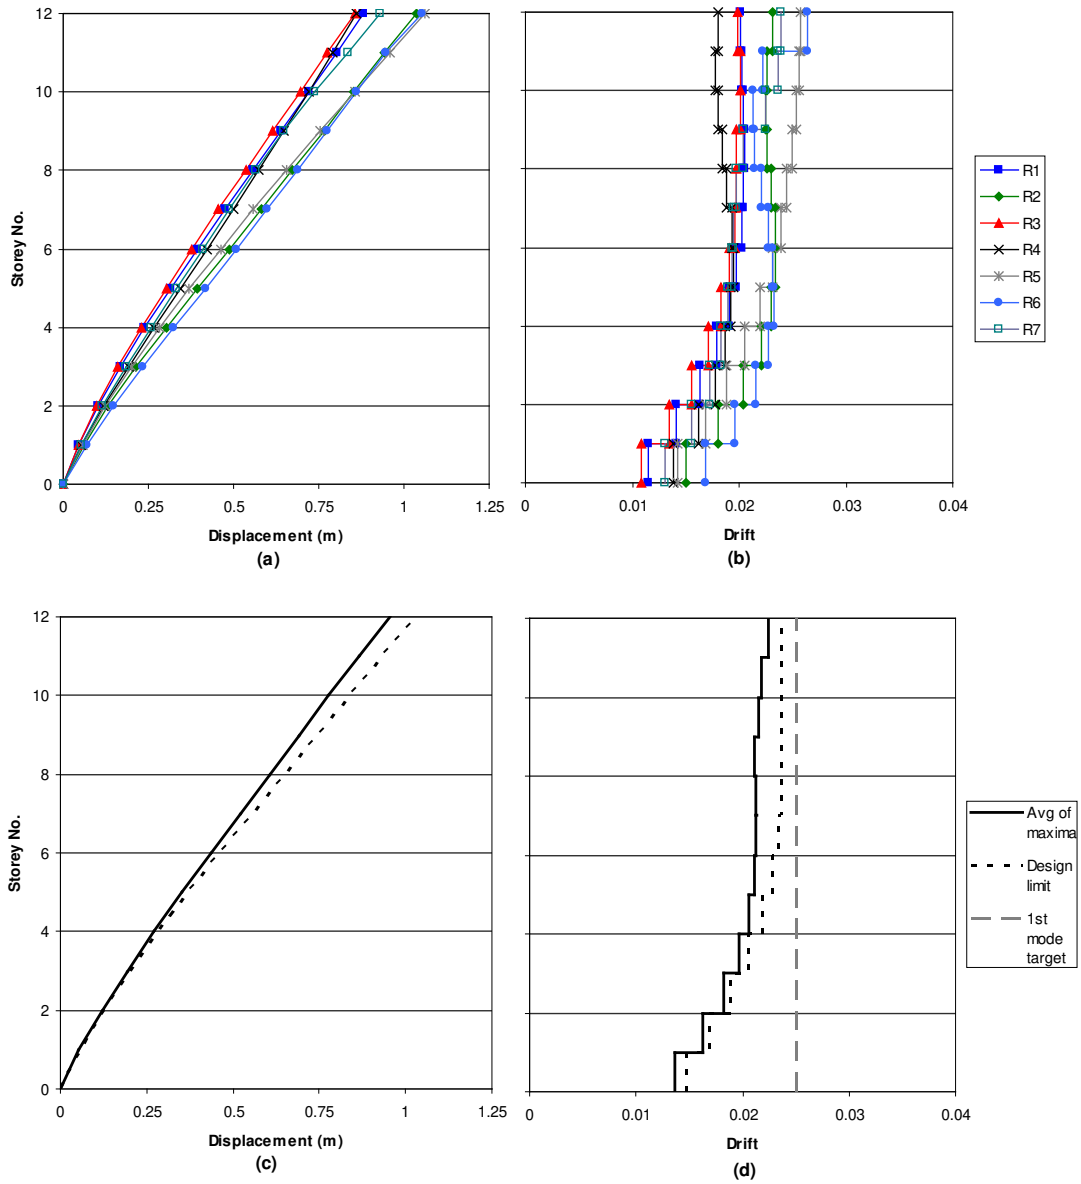 12
10
8
6
4
2
0
Storey No.
0
0.25
0.5
0.75
1
1.25
Displacement (m)
(a)
0
0.01
0.02
0.03
0.04
Drift
(b)
R1
R2
R3
R4
R5
R6
R7
12
10
8
6
4
2
0
Storey No.
0
0.25
0.5
0.75
1
1.25
Displacement (m)
(c)
0
0.01
0.02
0.03
0.04
Drift
(d)
Avg of
maxima
Design
limit
1st
mode
target